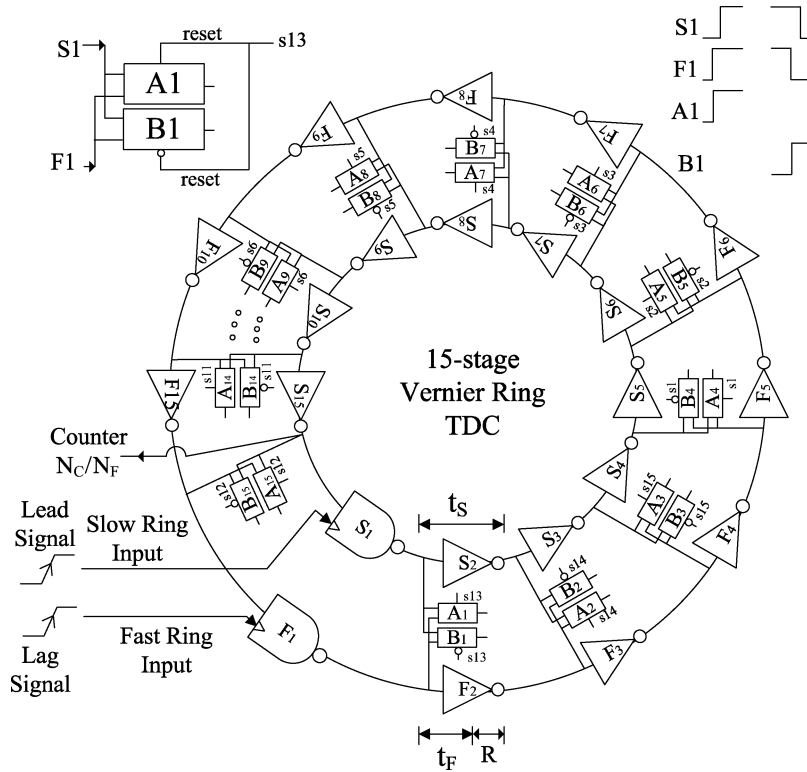 S1
F1
reset
s13
A1
B1
reset
S1
F1
A1
B1
F8
F7
F9
s4
B7
A7
s4
s5
A8
B8
s5
s3
A6
B6
s3
S8
S7
S9
F10
F6
s6
B9
A9
s6
s2
B5
A5
s2
S10
S6
15-stage
Vernier Ring
TDC
F15
s11
A14
B14
s11
S15
S5
s1
B4
A4
s1
F5
Counter
NC/NF
s12
A15
B15
s12
S4
s15
A3
B3
s15
F4
Lead
Signal
Slow Ring
Input
S1
tS
S2
S3
s14
B2
A2
s14
s13
A1
B1
s13
Lag
Signal
Fast Ring
Input
F1
F2
F3
tF
R